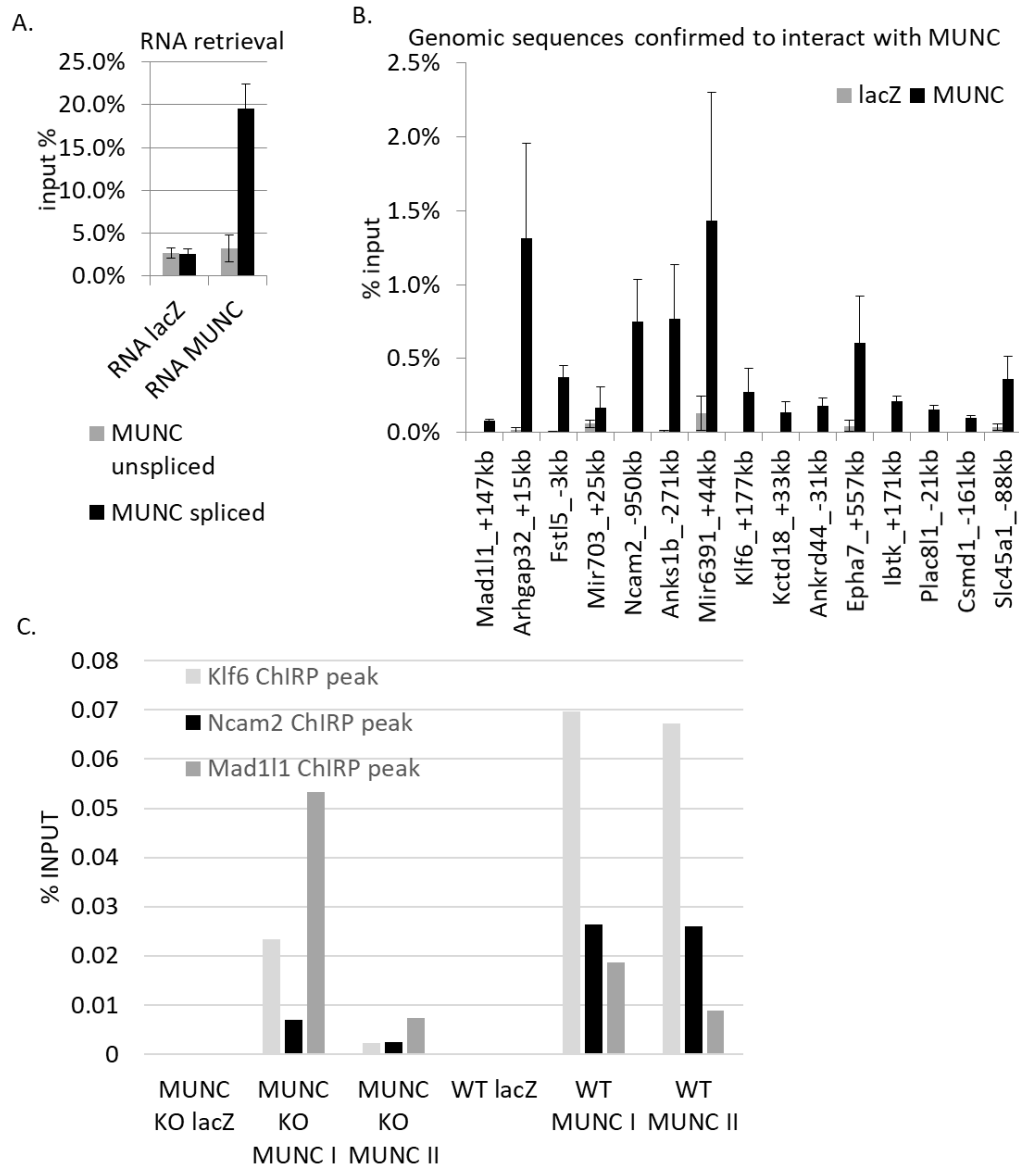 A.
RNA retrieval
25.0%
20.0%
15.0%
10.0%
5.0%
0.0%
input %
RNA lacZ
RNA MUNC
MUNC
unspliced
MUNC spliced
B.
Genomic sequences confirmed to interact with MUNC
2.5%
2.0%
1.5%
1.0%
0.5%
0.0%
% input
lacZ MUNC
Mad1l1_+147kb
Arhgap32_+15kb
Fstl5_-3kb
Mir703_+25kb
Ncam2_-950kb
Anks1b_-271kb
Mir6391_+44kb
Klf6_+177kb
Kctd18_+33kb
Ankrd44_-31kb
Epha7_+557kb
Ibtk_+171kb
Plac8l1_-21kb
Csmd1_-161kb
Slc45a1_-88kb
C.
0.08
0.07
0.06
0.05
0.04
0.03
0.02
0.01
0
% INPUT
Klf6 ChIRP peak
Ncam2 ChIRP peak
Mad1l1 ChIRP peak
MUNC
KO lacZ
MUNC
KO
MUNC I
MUNC
KO
MUNC II
WT lacZ
WT
MUNC I
WT
MUNC II